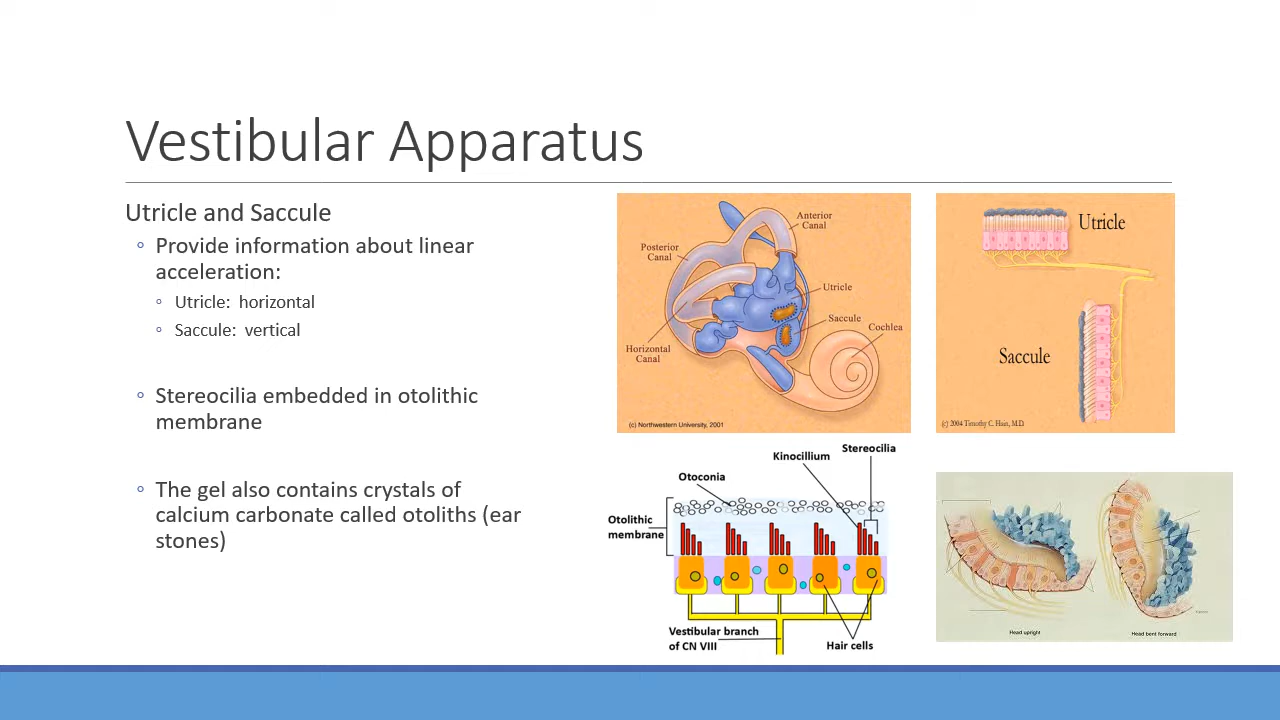 Vestibular Apparatus
Utricle and Saccule
◦ Provide information about linear
acceleration:
◦ Utricle: horizontal
◦ Saccule: vertical
◦ Stereocilia embedded in otolithic
membrane
◦ The gel also contains crystals of
calcium carbonate called otoliths (ear
stones)
Anterior
Canal
Posterior
Canal
Utricle
Saccule
Cochlea
Horizontal
Canal
(c) Northwestern University, 2001
Utricle
Saccule
(c) 2004 Timothy C. Hain, M.D.
Stereocilia
Kinocillium
Otoconia
Otolithic
membrane
Vestibular branch
of CN VIII
Hair cells
Head upright
Head bent forward